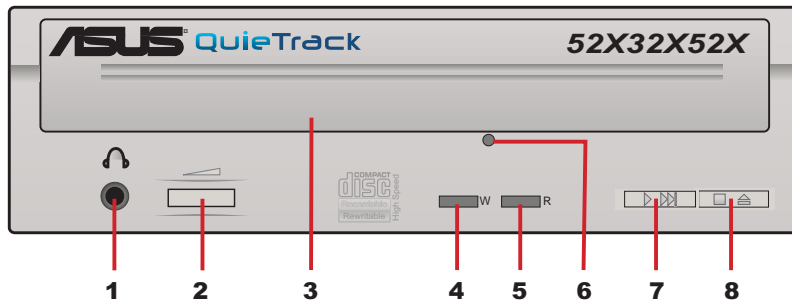 ASUS QuieTrack 52X32X52X
COMPACT
disc
Recordable
Rewritable
High Speed
W R
1 2 3 4 5 6 7 8